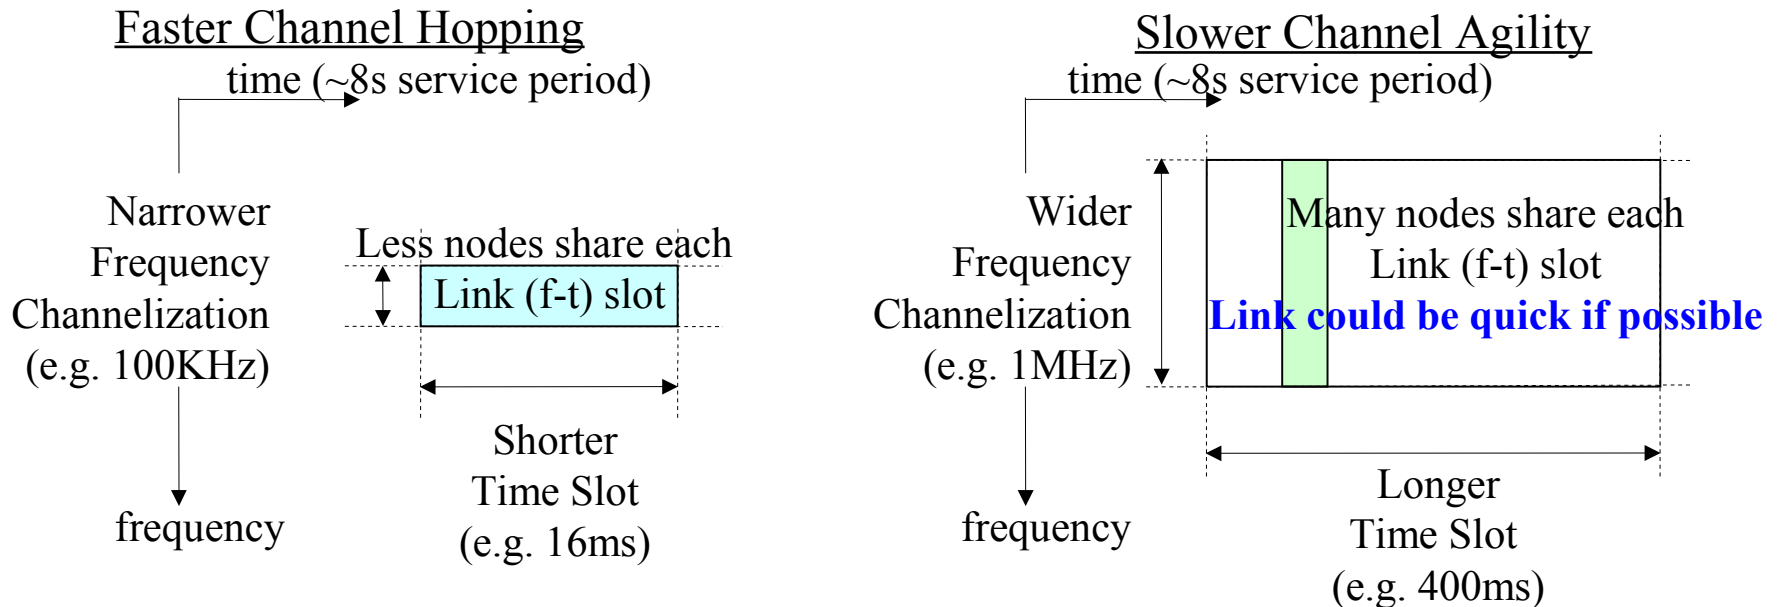 Faster Channel Hopping
time (~8s service period)
Narrower
Frequency
Channelization
(e.g. 100KHz)
Less nodes share each
Link (f-t) slot
Shorter
Time Slot
(e.g. 16ms)
frequency
Slower Channel Agility
time (~8s service period)
Wider
Frequency
Channelization
(e.g. 1MHz)
Many nodes share each
Link (f-t) slot
Link could be quick if possible
Longer
Time Slot
(e.g. 400ms)
frequency